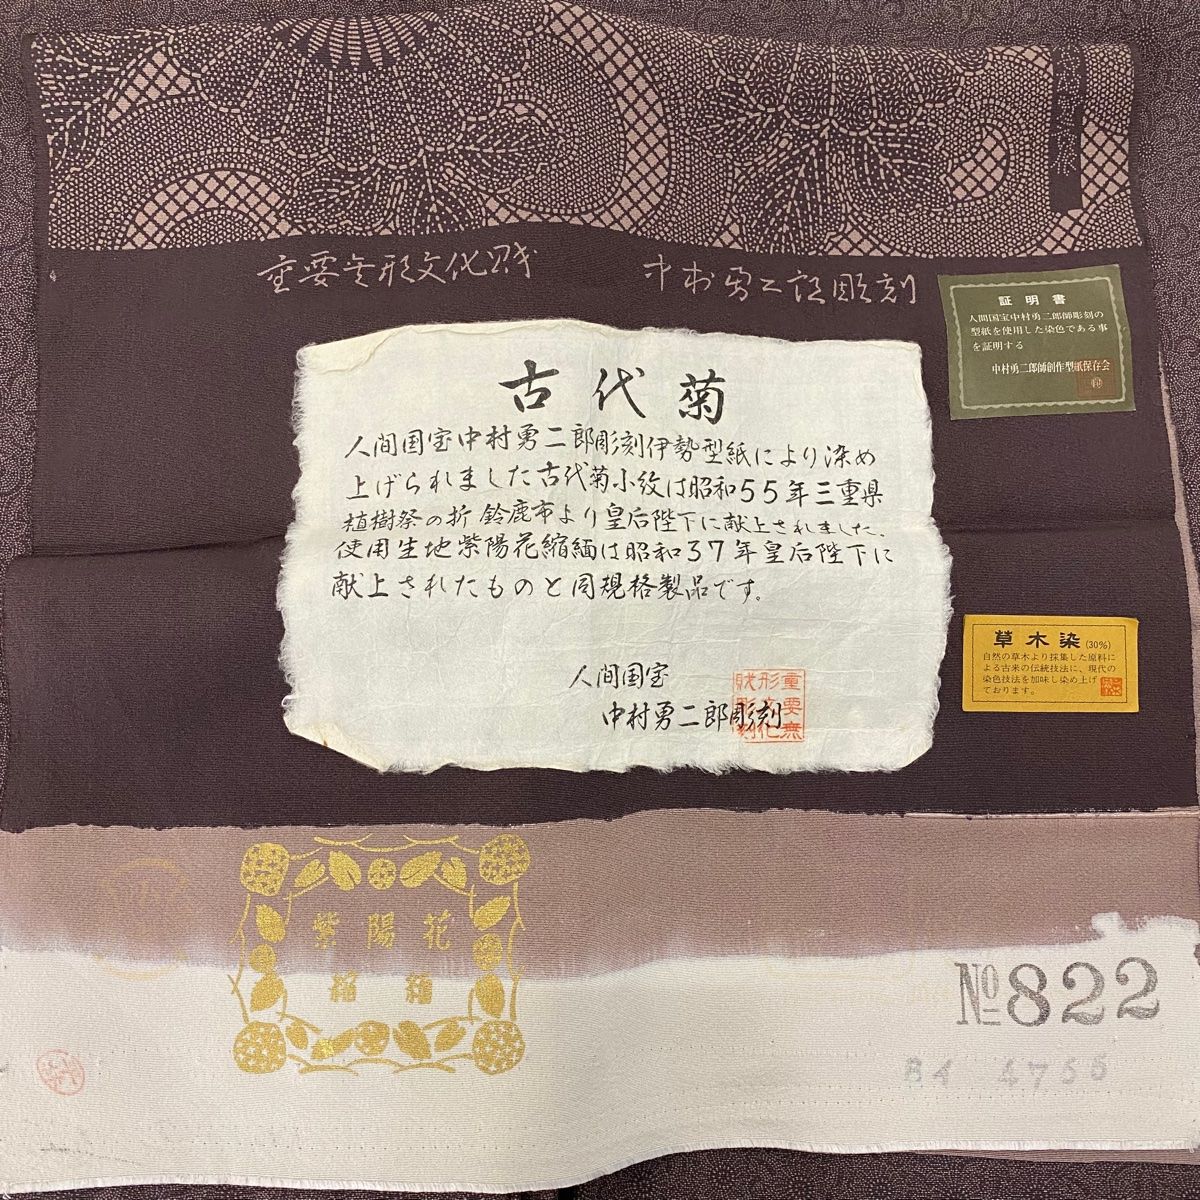 重要無形文化財 中村勇二郎彫刻
証明書
人間国宝中村勇二郎師彫刻の
型紙を使用した染色である事
を証明する
中村勇二郎師創作型紙保存会
古代菊
人間国宝中村勇二郎彫刻伊勢型紙により染め
上げられました古代菊小紋は昭和55年三重県
植樹祭の折 鈴鹿市より皇后陛下に献上されました、
使用生地紫陽花縮緬は昭和37年皇后陛下に
献上されたものと同規格製品です。
人間国宝
中村勇二郎彫刻
重要無
形文化
財彫刻
草木染(30%)
自然の草木より採集した原料に
よる古来の伝統技法に、現代の
染色技法を加味し染め上げ
ております。
紫陽花
縮緬
№822
B4 4755